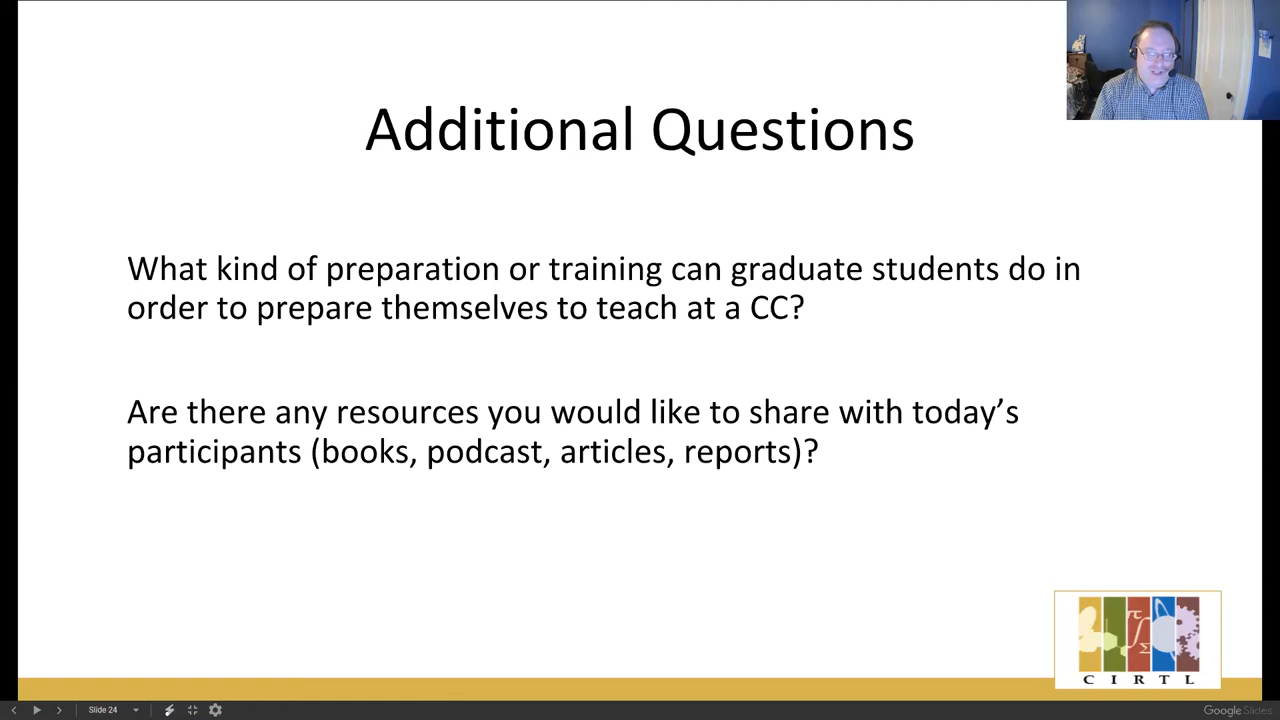 Additional Questions
What kind of preparation or training can graduate students do in
order to prepare themselves to teach at a CC?
Are there any resources you would like to share with today’s
participants (books, podcast, articles, reports)?
π
∫
Σ
C I R T L
Slide 24
Google Slides